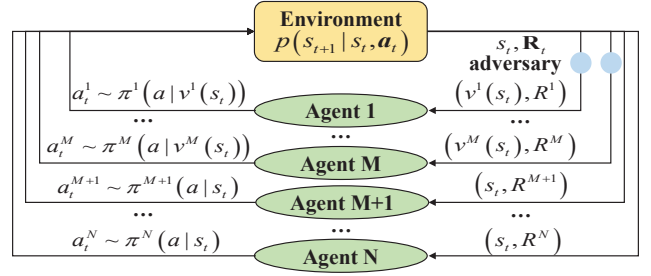 Environment
p(s_{t+1} | s_t, a_t)
s_t, R_t
adversary
a_t^1 ~ π^1(a | v^1(s_t))
(v^1(s_t), R^1)
Agent 1
... ... ...
a_t^M ~ π^M(a | v^M(s_t))
(v^M(s_t), R^M)
Agent M
a_t^{M+1} ~ π^{M+1}(a | s_t)
(s_t, R^{M+1})
Agent M+1
... ... ...
a_t^N ~ π^N(a | s_t)
(s_t, R^N)
Agent N